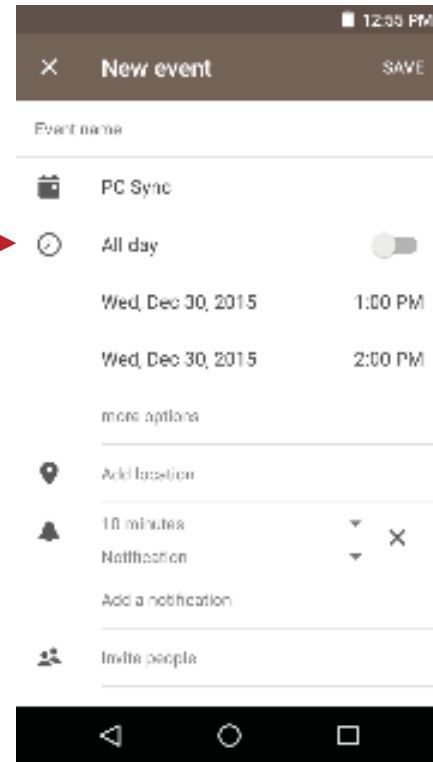 12:55 PM
New event SAVE
Event name
PC Sync
All day
Wed, Dec 30, 2015 1:00 PM
Wed, Dec 30, 2015 2:00 PM
more options
Add location
10 minutes
Notification
Add a notification
Invite people